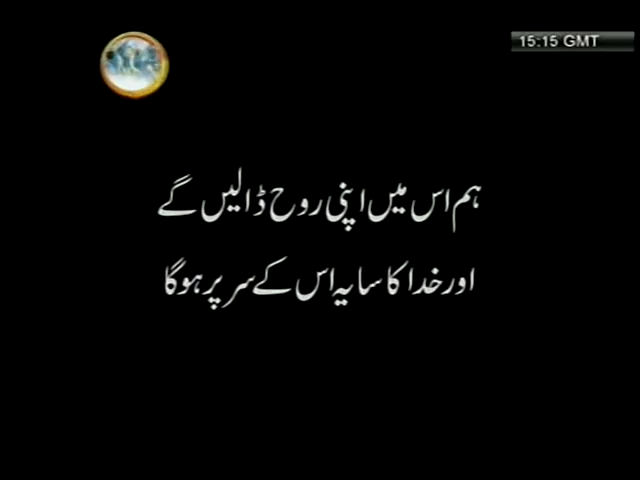 15:15 GMT
ہم اس میں اپنی روح ڈالیں گے
اور خدا کا سایہ اس کے سر پر ہوگا